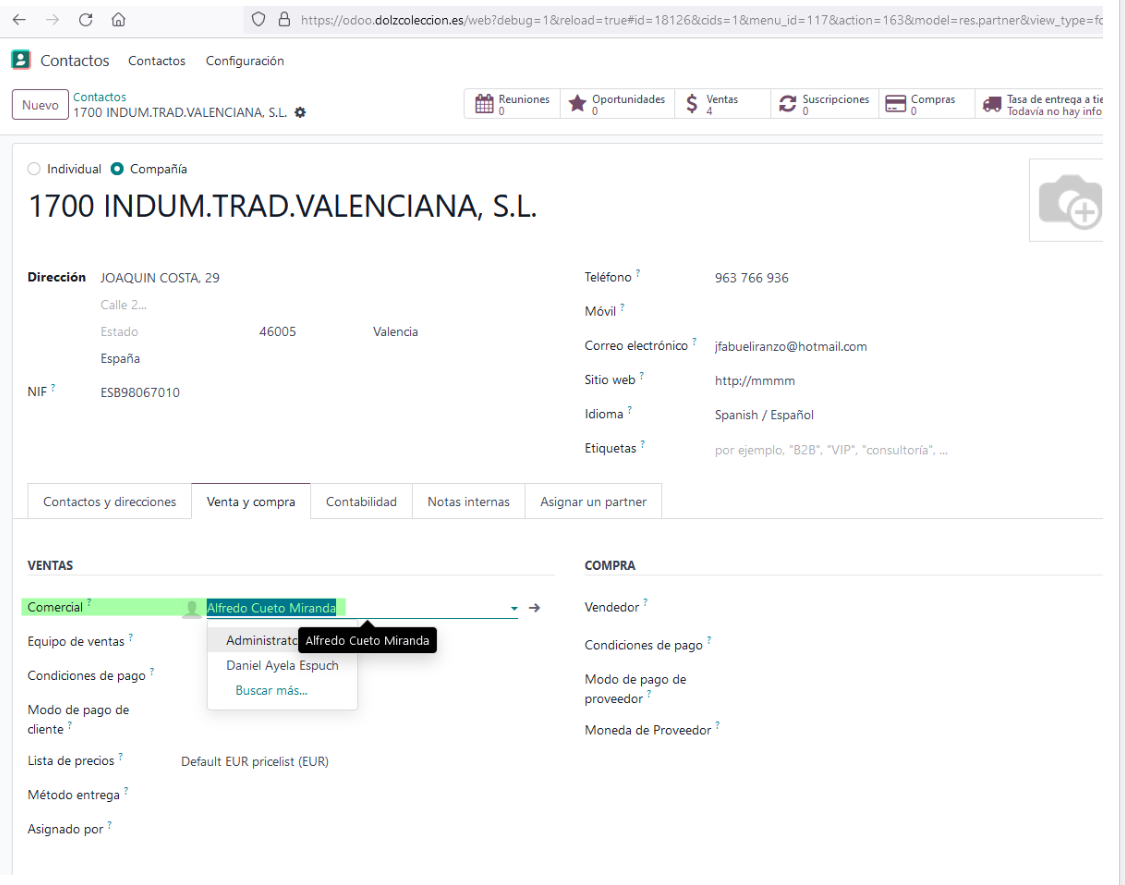 https://odoo.dolzcoleccion.es/web?debug=1&reload=true#id=18126&cids=1&menu_id=117&action=163&model=res.partner&view_type=fo
Contactos Contactos Configuración
Nuevo
Contactos
1700 INDUM.TRAD.VALENCIANA, S.L.
Reuniones
0
Oportunidades
0
Ventas
4
Suscripciones
0
Compras
0
Tasa de entrega a tie
Todavía no hay info
Individual Compañía
1700 INDUM.TRAD.VALENCIANA, S.L.
Dirección JOAQUIN COSTA, 29
Calle 2...
Estado 46005 Valencia
España
NIF ? ESB98067010
Teléfono ? 963 766 936
Móvil ?
Correo electrónico ? jfabueliranzo@hotmail.com
Sitio web ? http://mmmm
Idioma ? Spanish / Español
Etiquetas ? por ejemplo, "B2B", "VIP", "consultoría", ...
Contactos y direcciones Venta y compra Contabilidad Notas internas Asignar un partner
VENTAS
Comercial ? Alfredo Cueto Miranda
Administrato
Alfredo Cueto Miranda
Daniel Ayela Espuch
Buscar más...
Equipo de ventas ?
Condiciones de pago ?
Modo de pago de
cliente ?
Lista de precios ? Default EUR pricelist (EUR)
Método entrega ?
Asignado por ?
COMPRA
Vendedor ?
Condiciones de pago ?
Modo de pago de
proveedor ?
Moneda de Proveedor ?